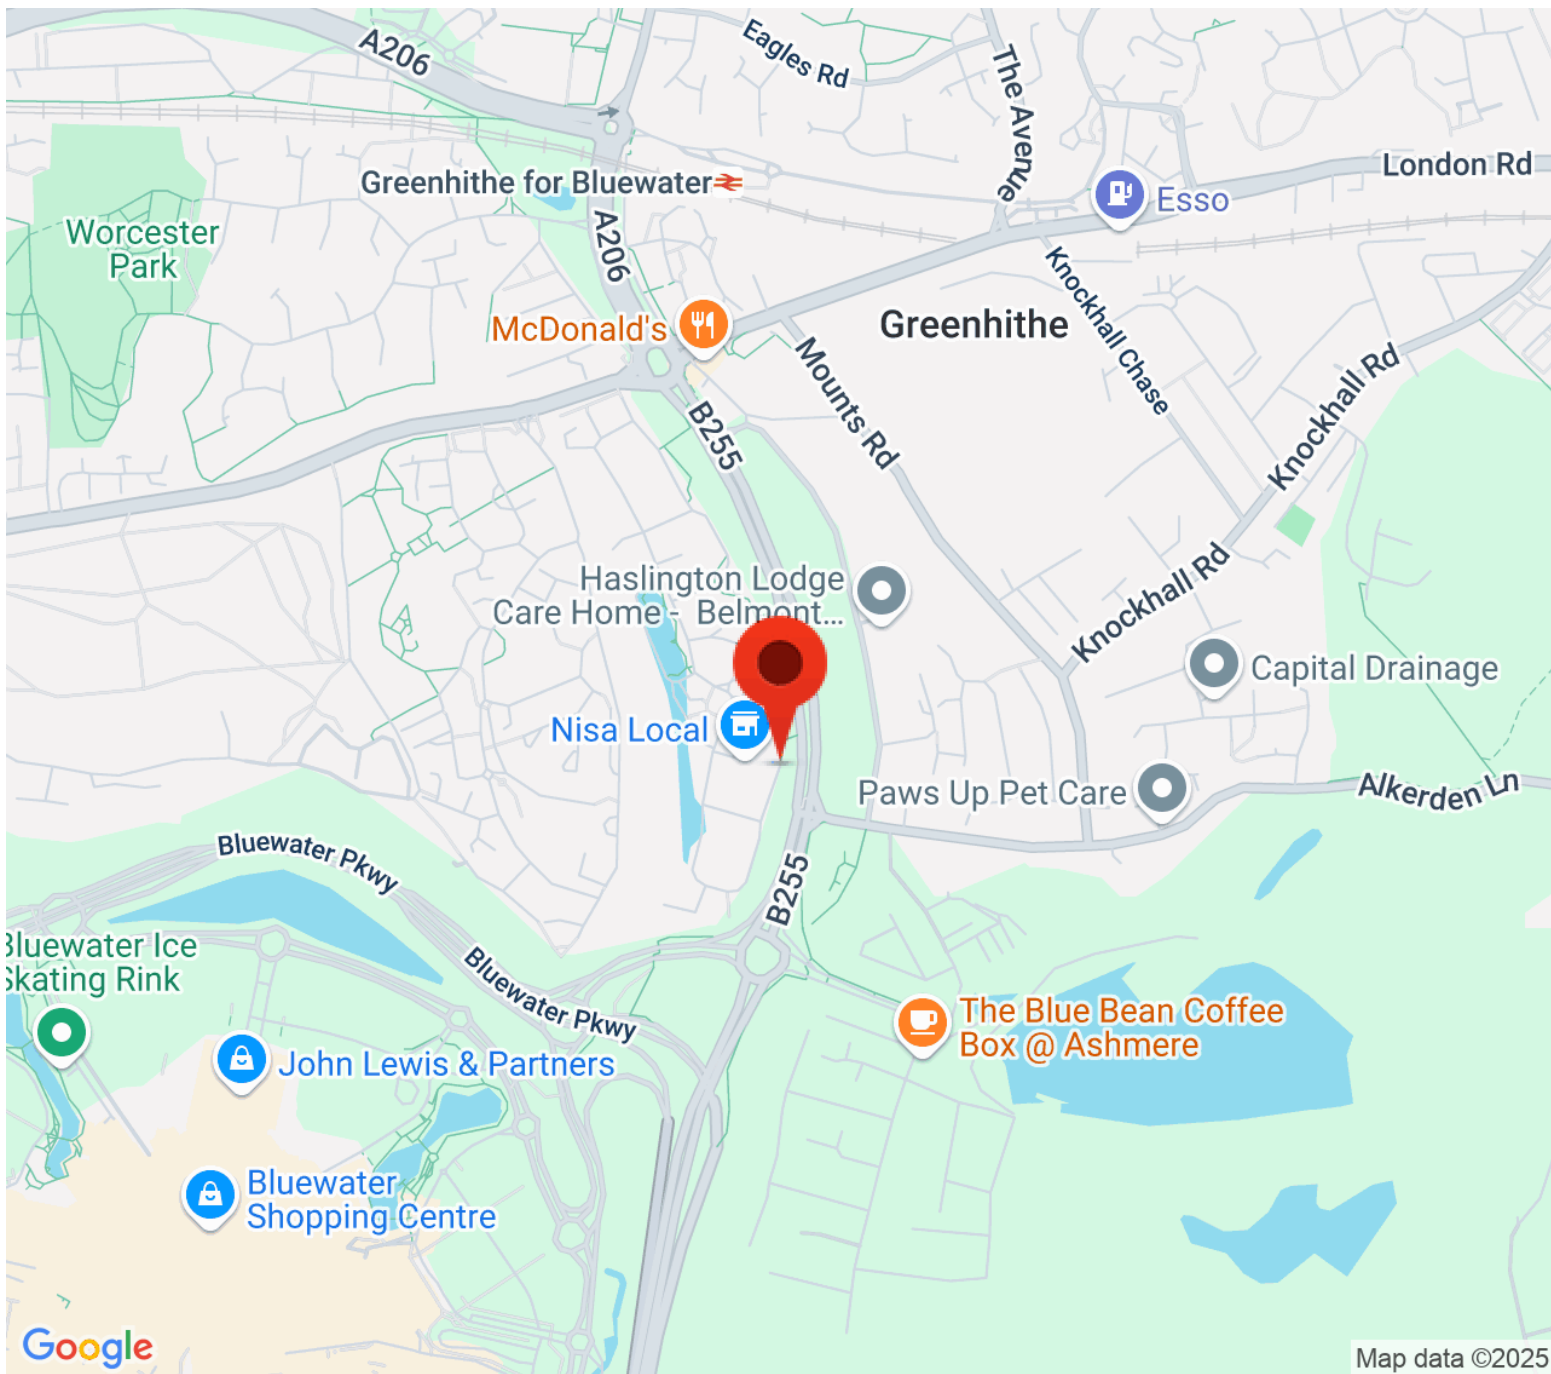 A206
Eagles Rd
The Avenue
London Rd
Greenhithe for Bluewater
Esso
Worcester
Park
A206
Knockhall Chase
McDonald's
Greenhithe
Mounts Rd
Knockhall Rd
B255
Haslington Lodge
Care Home - Belmont...
Knockhall Rd
Capital Drainage
Nisa Local
Paws Up Pet Care
Alkerden Ln
Bluewater Pkwy
B255
Bluewater Ice
Skating Rink
Bluewater Pkwy
The Blue Bean Coffee
Box @ Ashmere
John Lewis & Partners
Bluewater
Shopping Centre
Google
Map data ©2025